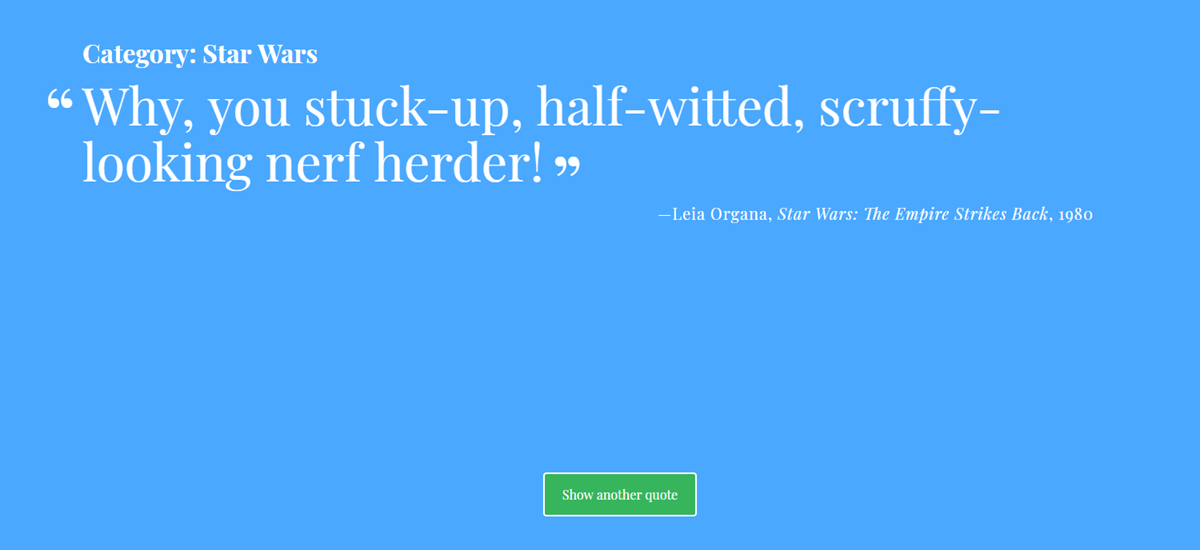 Category: Star Wars
“ Why, you stuck-up, half-witted, scruffy-
looking nerf herder! ”
—Leia Organa, Star Wars: The Empire Strikes Back, 1980
Show another quote